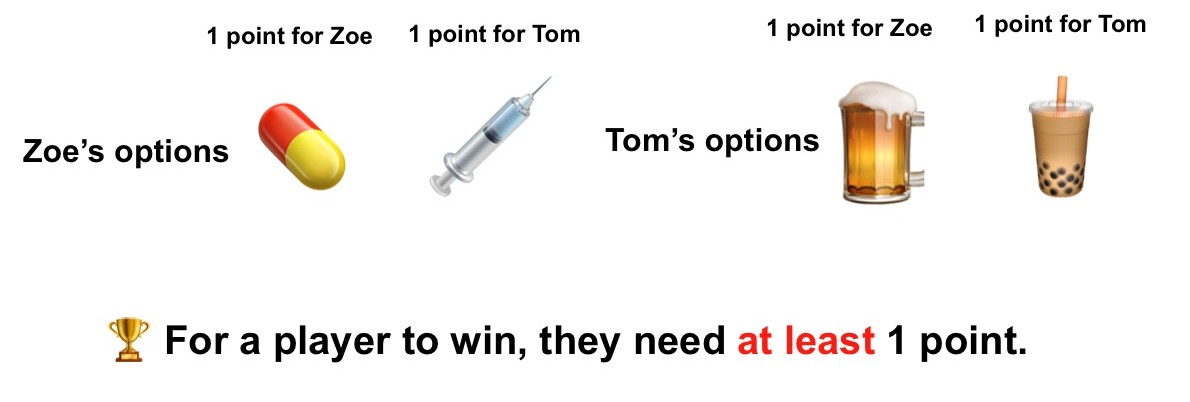 1 point for Zoe
1 point for Tom
1 point for Zoe
1 point for Tom
Zoe’s options
Tom’s options
🏆 For a player to win, they need at least 1 point.